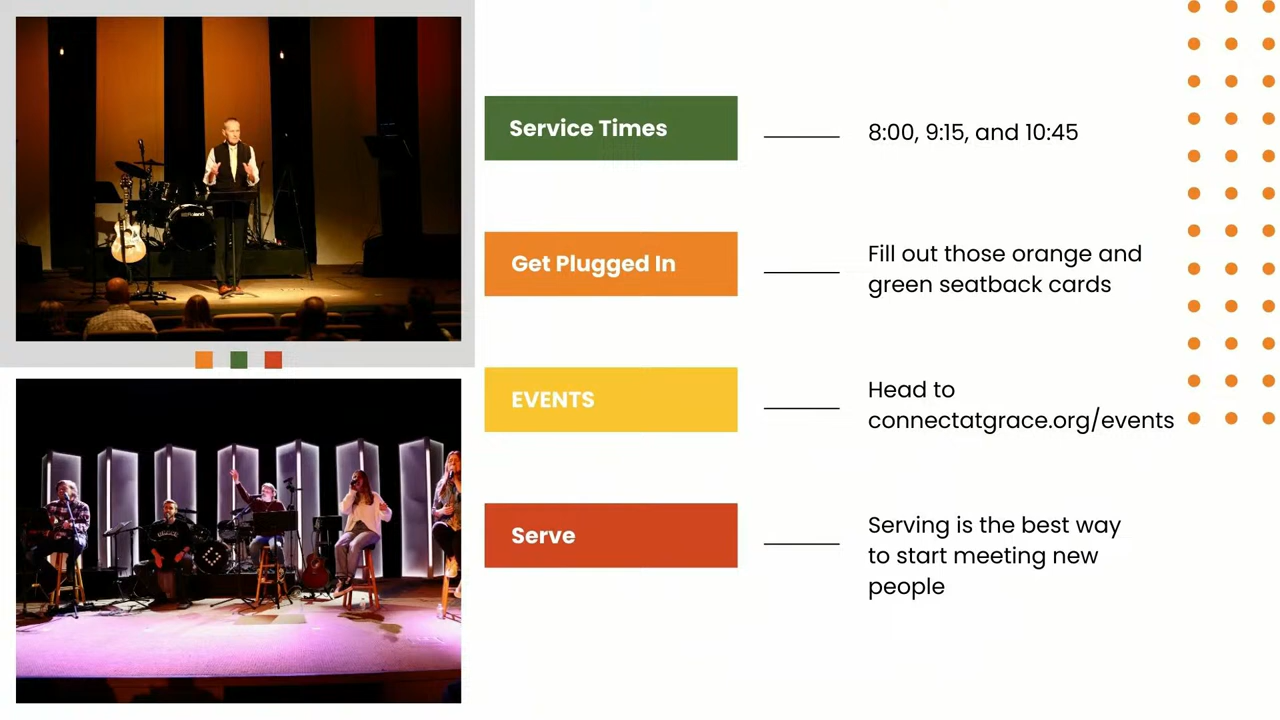 Service Times
8:00, 9:15, and 10:45
Get Plugged In
Fill out those orange and
green seatback cards
EVENTS
Head to
connectatgrace.org/events
Serve
Serving is the best way
to start meeting new
people
Roland